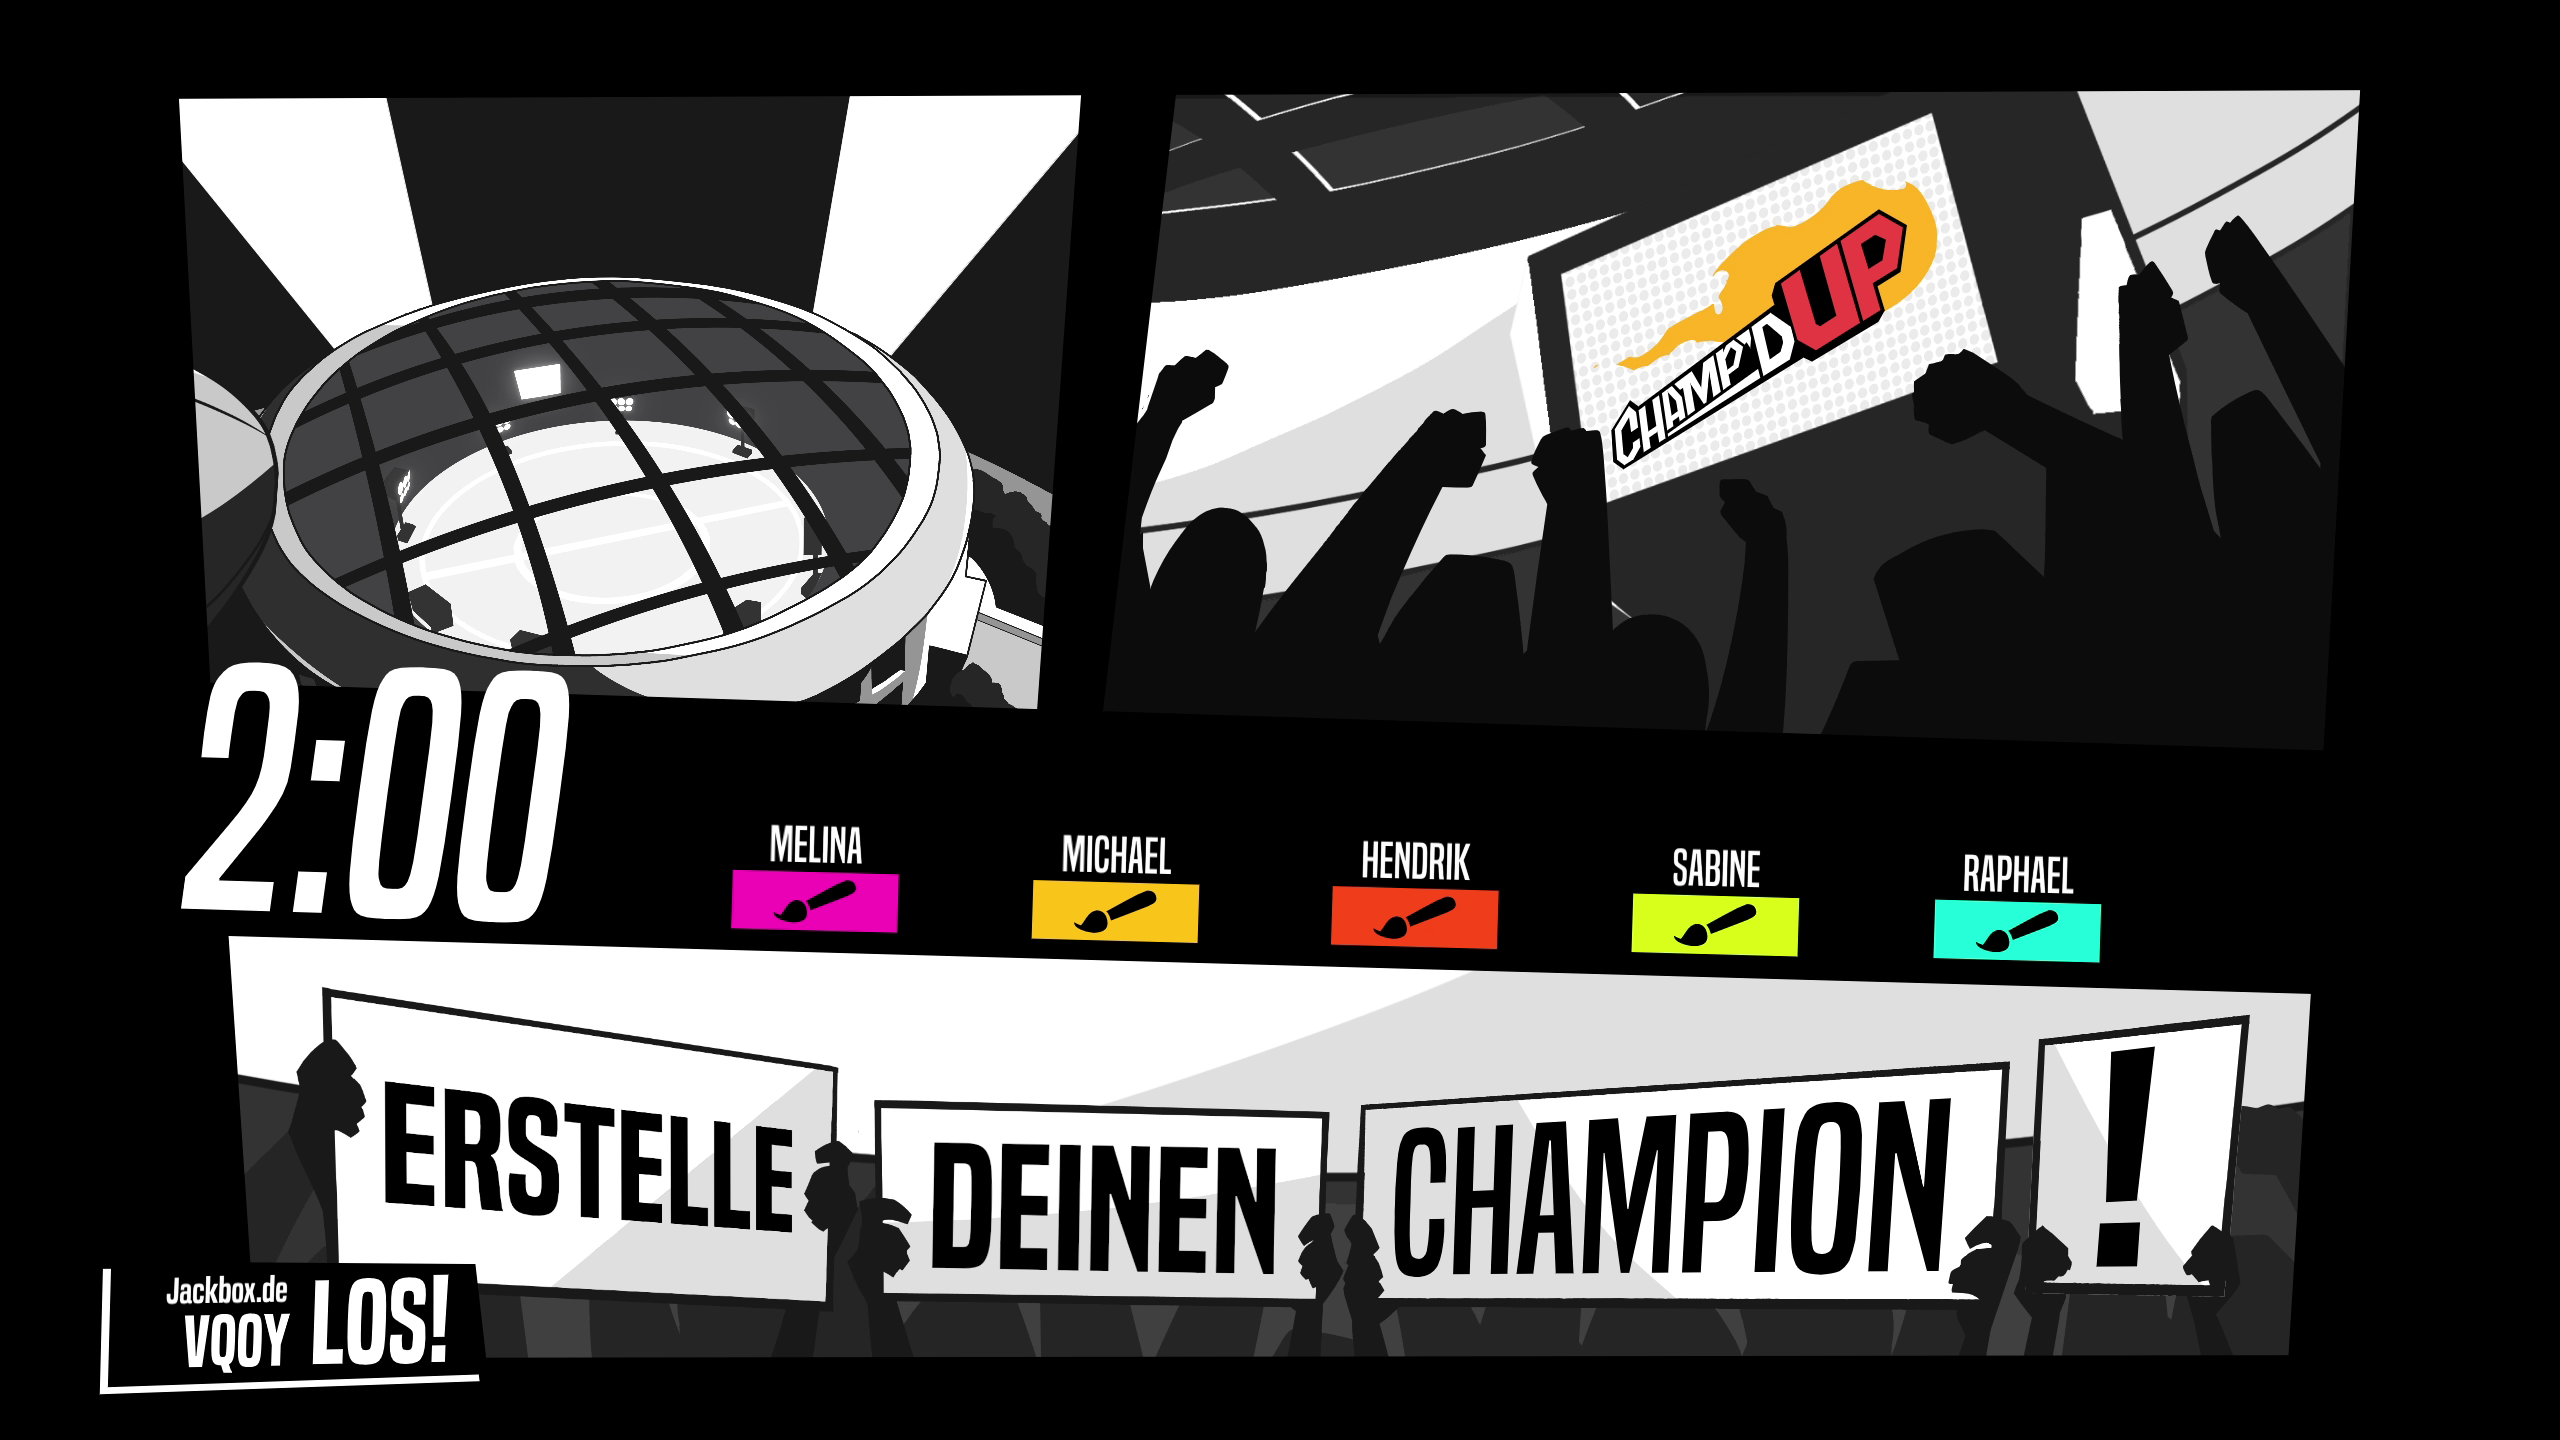 CHAMP'D UP
2:00
MELINA
MICHAEL
HENDRIK
SABINE
RAPHAEL
ERSTELLE DEINEN CHAMPION!
Jackbox.de
VQOY LOS!